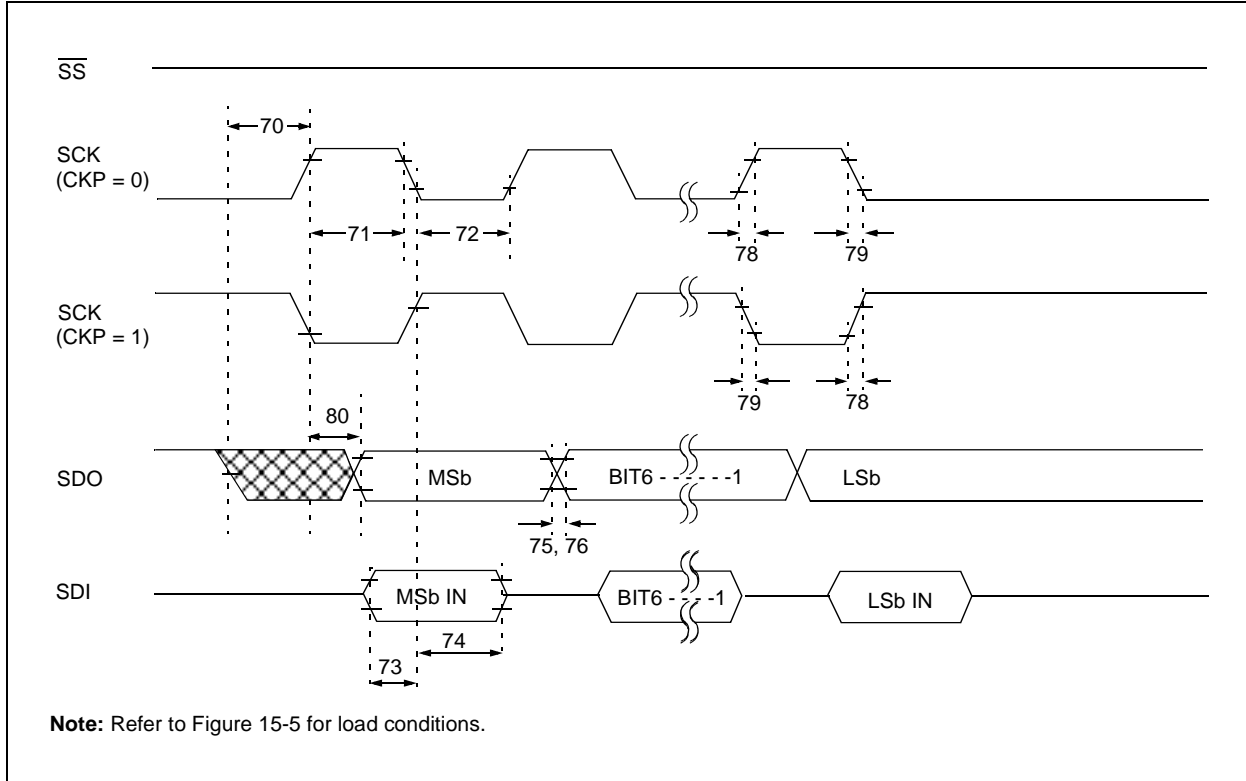 SS
70
SCK
(CKP = 0)
71
72
78
79
SCK
(CKP = 1)
79
78
80
SDO
MSb
BIT6 - - - - - -1
LSb
75, 76
SDI
MSb IN
BIT6 - - - - -1
LSb IN
74
73
Note: Refer to Figure 15-5 for load conditions.